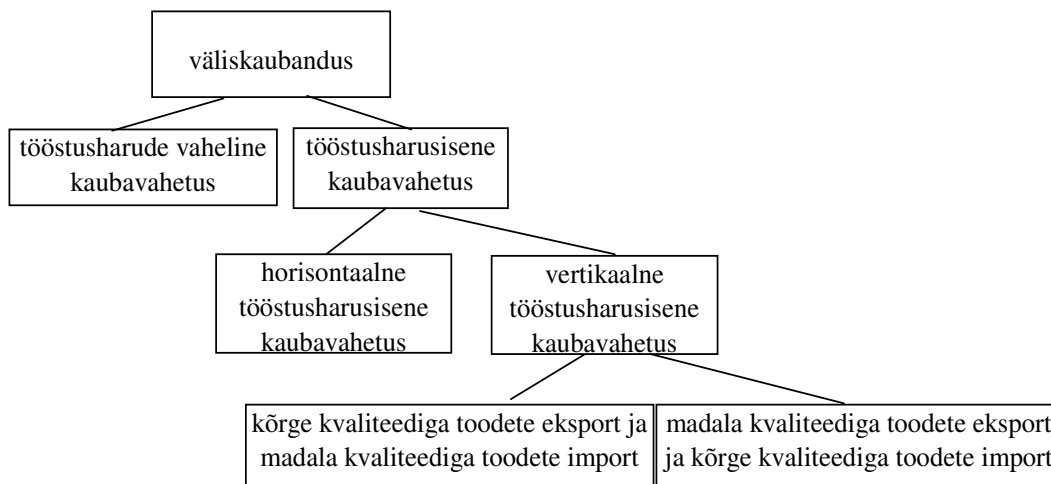 väliskaubandus
tööstusharude vaheline
kaubavahetus
tööstusharusisene
kaubavahetus
horisontaalne
tööstusharusisene
kaubavahetus
vertikaalne
tööstusharusisene
kaubavahetus
kõrge kvaliteediga toodete eksport ja
madala kvaliteediga toodete import
madala kvaliteediga toodete eksport
ja kõrge kvaliteediga toodete import